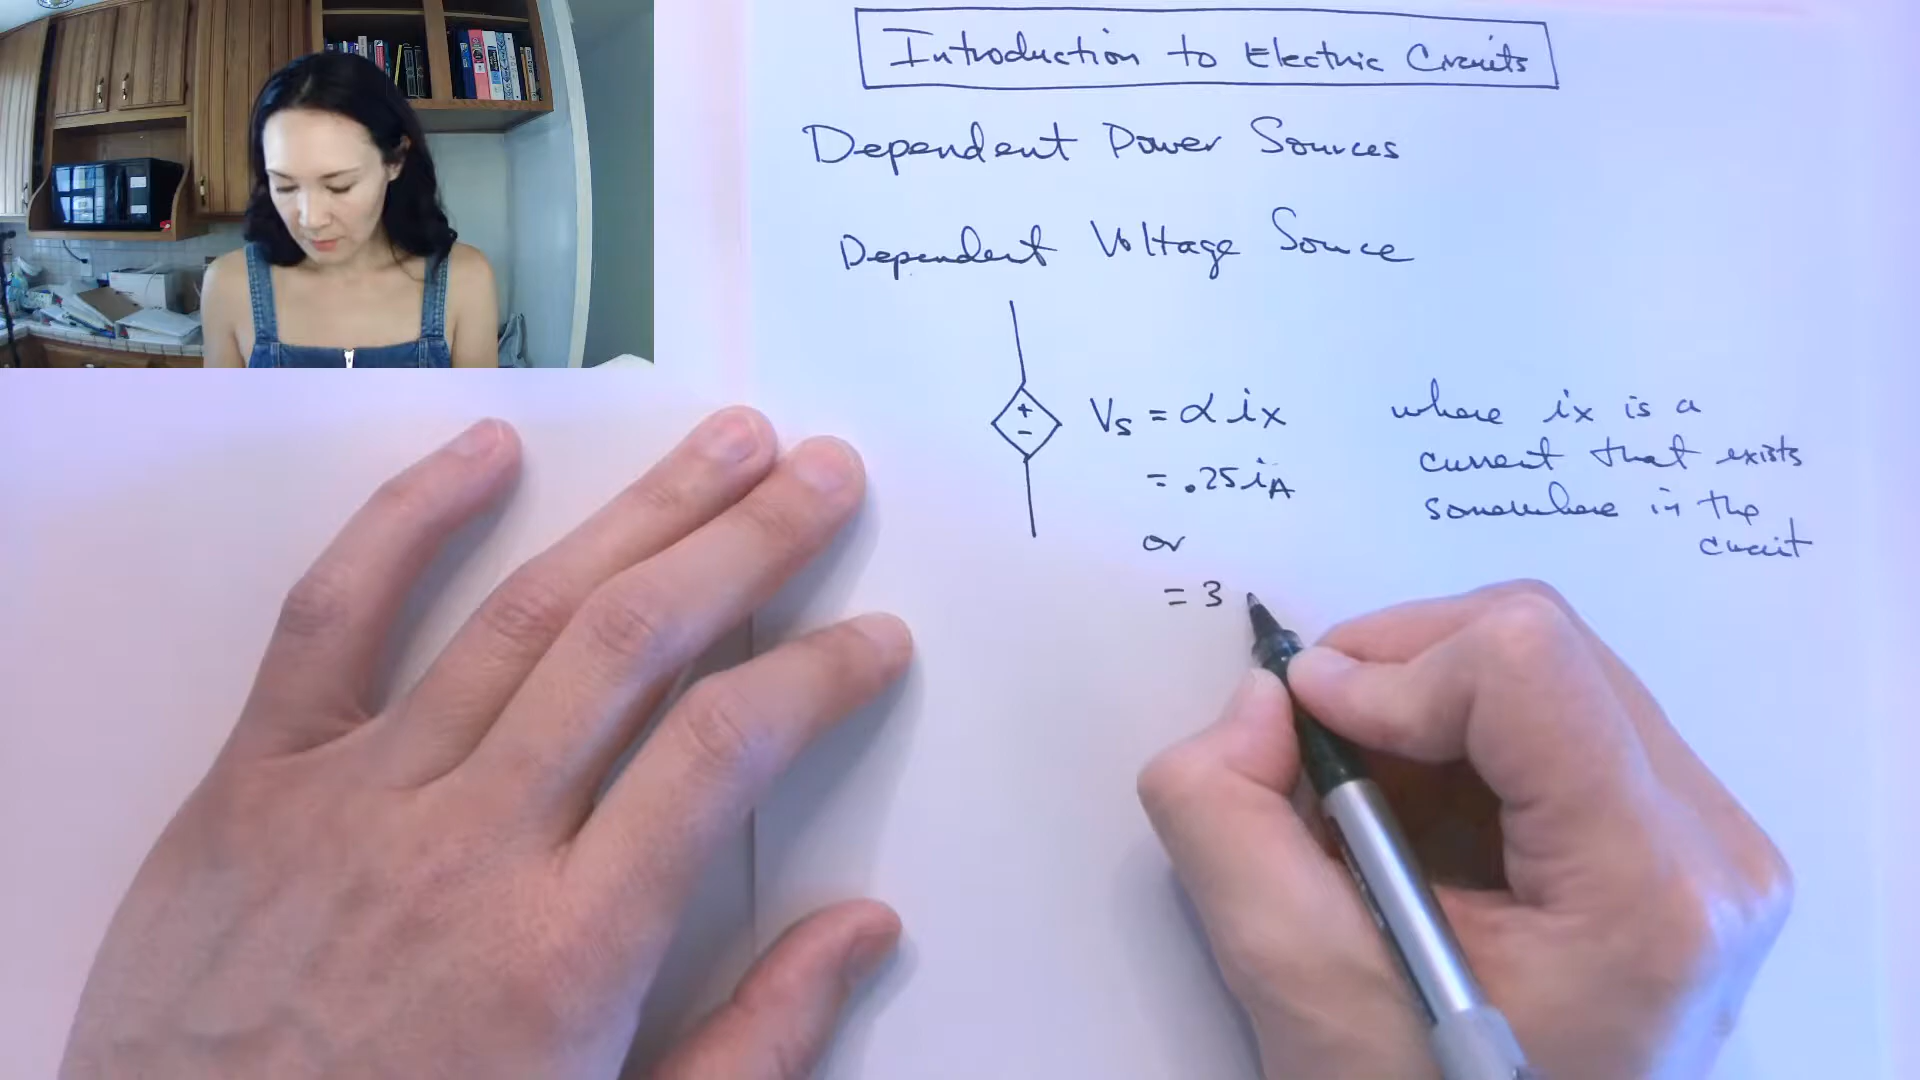 Introduction to Electric Circuits
Dependent Power Sources
Dependent Voltage Source
+
-
Vs = α ix
= .25 iA
or
= 3
where ix is a
current that exists
somewhere in the
circuit